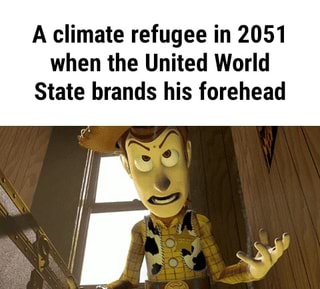 A climate refugee in 2051
when the United World
State brands his forehead